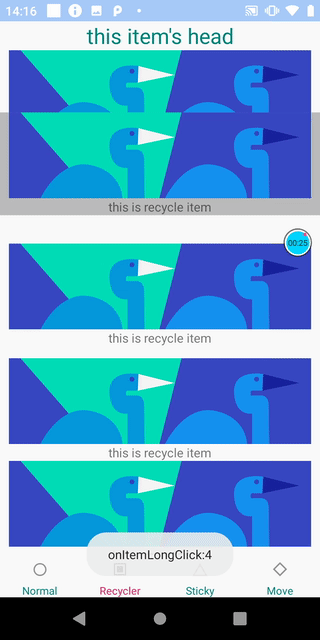 14:16
this item's head
this is recycle item
00:25
this is recycle item
this is recycle item
onItemLongClick:4
Normal
Recycler
Sticky
Move